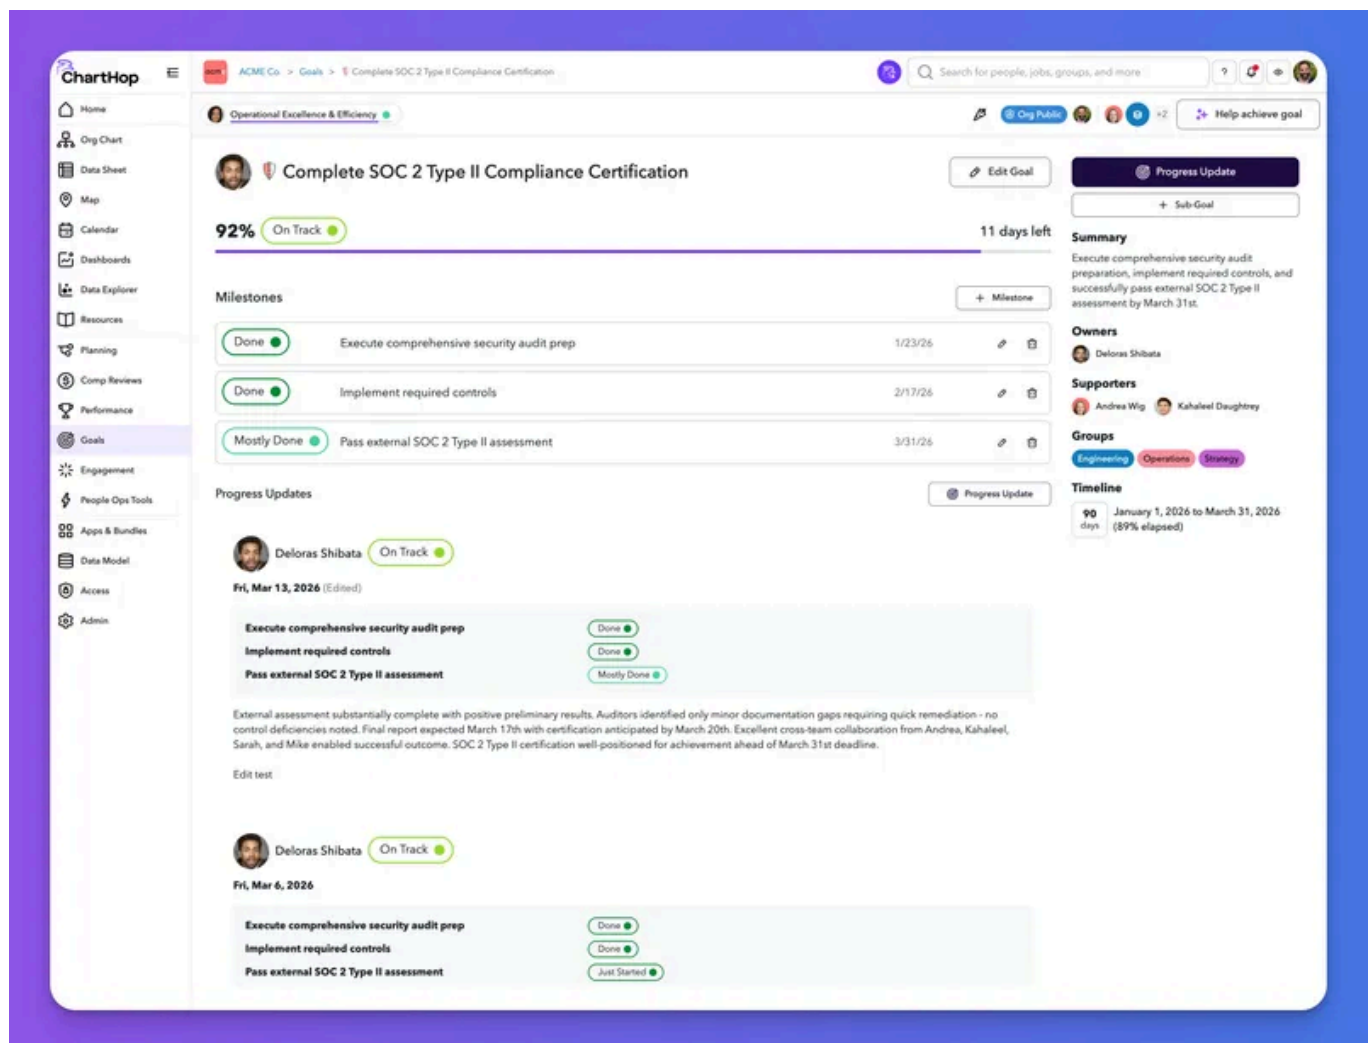 ChartHop
ACME Co. > Goals > Complete SOC 2 Type II Compliance Certification
Search for people, jobs, groups, and more
?
Home
Org Chart
Data Sheet
Map
Calendar
Dashboards
Data Explorer
Resources
Planning
Comp Reviews
Performance
Goals
Engagement
People Ops Tools
Apps & Bundles
Data Model
Access
Admin
Operational Excellence & Efficiency
Org Public
+2
Help achieve goal
Complete SOC 2 Type II Compliance Certification
Edit Goal
92% On Track
11 days left
Milestones
+ Milestone
Done Execute comprehensive security audit prep 1/23/26
Done Implement required controls 2/17/26
Mostly Done Pass external SOC 2 Type II assessment 3/31/26
Progress Updates
Progress Update
Deloras Shibata On Track
Fri, Mar 13, 2026 (Edited)
Execute comprehensive security audit prep Done
Implement required controls Done
Pass external SOC 2 Type II assessment Mostly Done
External assessment substantially complete with positive preliminary results. Auditors identified only minor documentation gaps requiring quick remediation - no
control deficiencies noted. Final report expected March 17th with certification anticipated by March 20th. Excellent cross-team collaboration from Andrea, Kahaleel,
Sarah, and Mike enabled successful outcome. SOC 2 Type II certification well-positioned for achievement ahead of March 31st deadline.
Edit test
Deloras Shibata On Track
Fri, Mar 6, 2026
Execute comprehensive security audit prep Done
Implement required controls Done
Pass external SOC 2 Type II assessment Just Started
Progress Update
+ Sub-Goal
Summary
Execute comprehensive security audit
preparation, implement required controls, and
successfully pass external SOC 2 Type II
assessment by March 31st.
Owners
Deloras Shibata
Supporters
Andrea Wig Kahaleel Daughtrey
Groups
Engineering Operations Strategy
Timeline
90 days
January 1, 2026 to March 31, 2026
(89% elapsed)